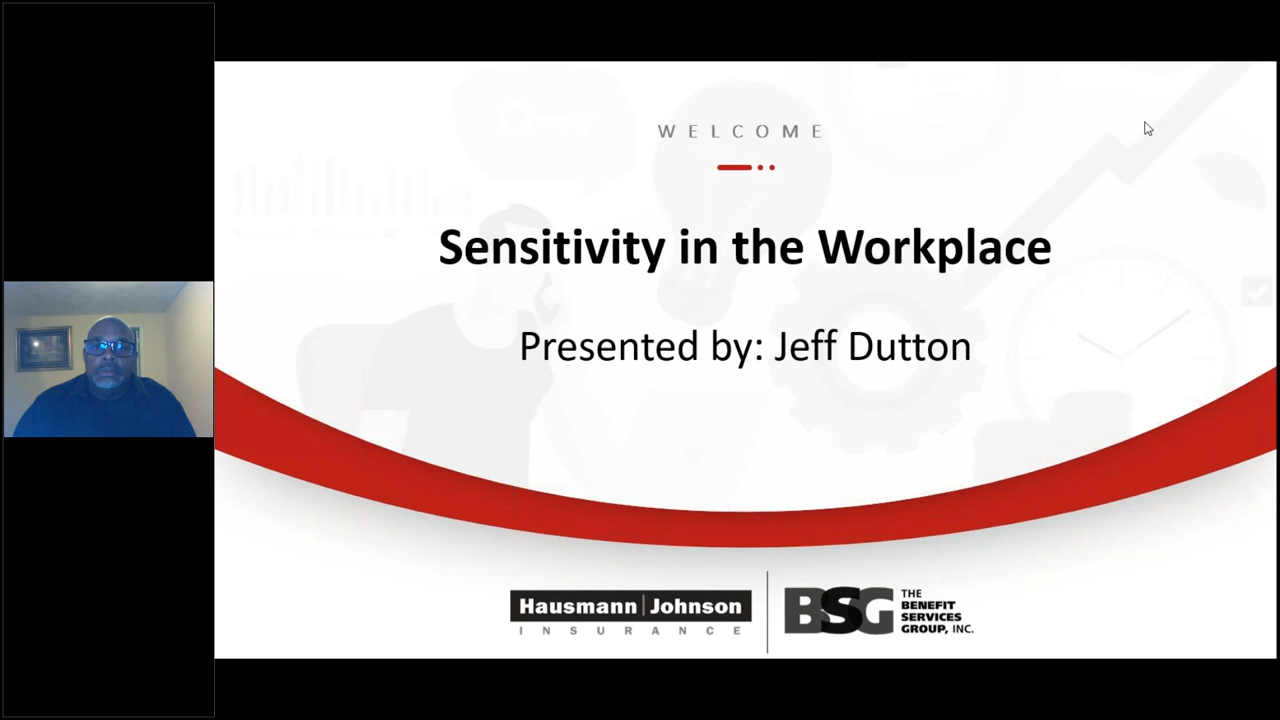 WELCOME
Sensitivity in the Workplace
Presented by: Jeff Dutton
Hausmann Johnson
INSURANCE
BSG
THE
BENEFIT
SERVICES
GROUP, INC.